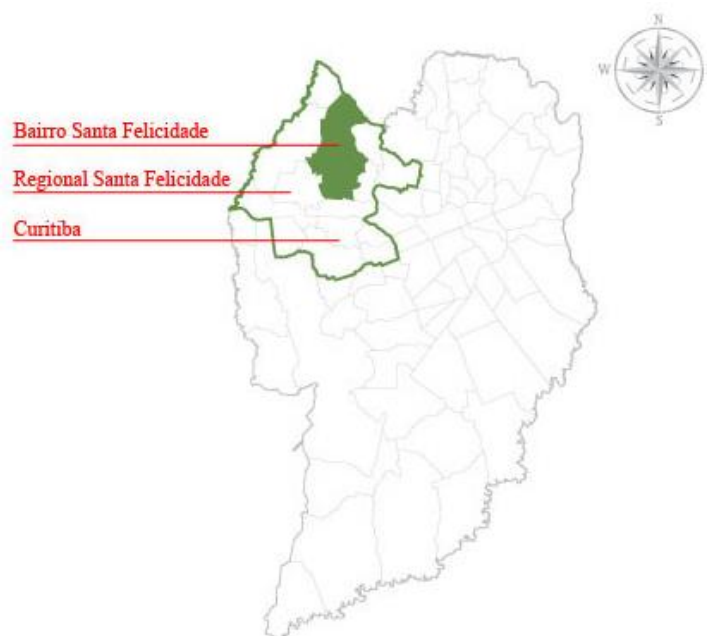 N
W
S
Bairro Santa Felicidade
Regional Santa Felicidade
Curitiba